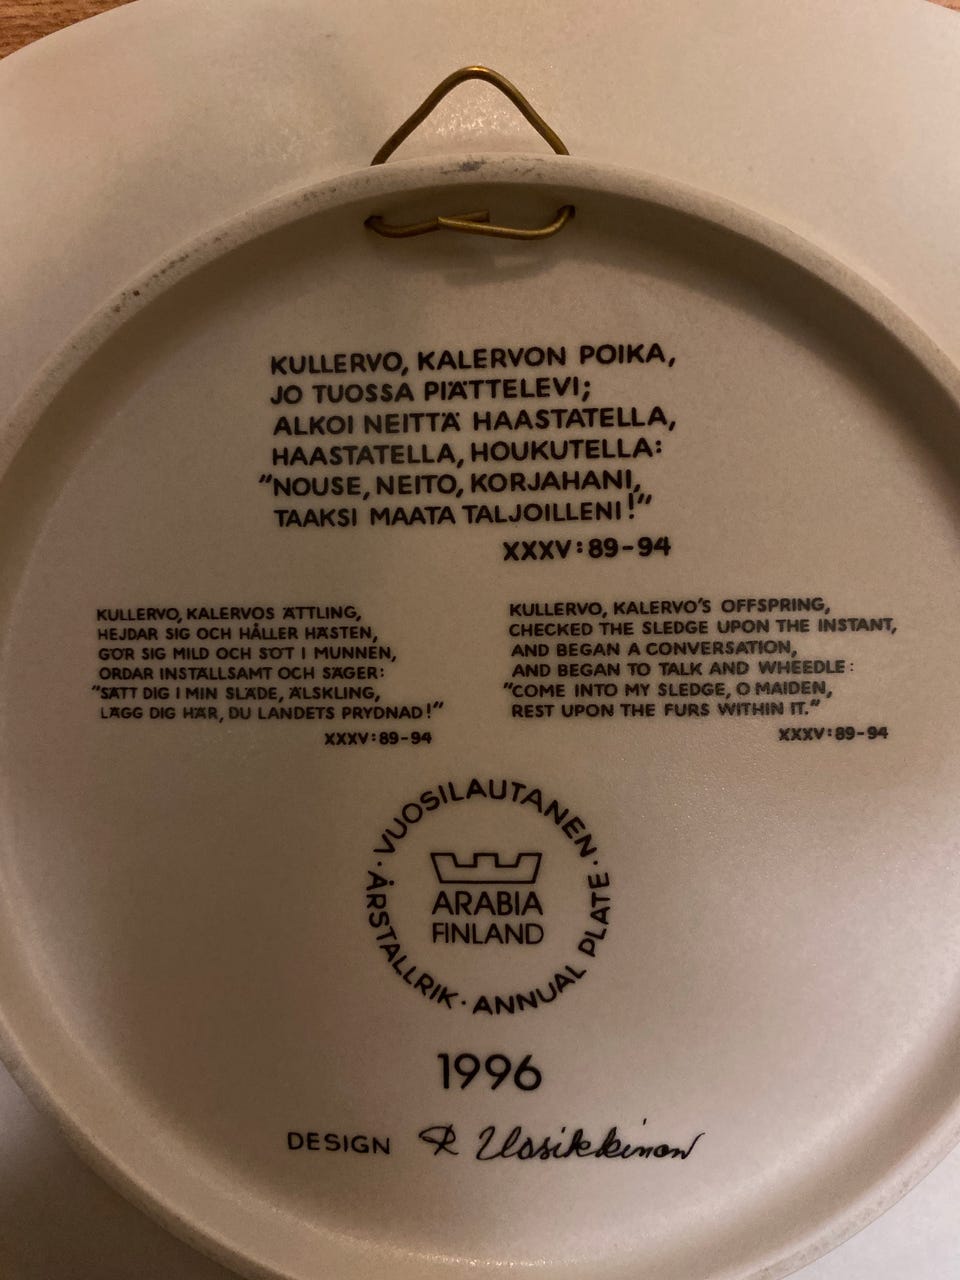 KULLERVO, KALERVON POIKA,
JO TUOSSA PIÄTTELEVI;
ALKOI NEITTÄ HAASTATELLA,
HAASTATELLA, HOUKUTELLA:
"NOUSE, NEITO, KORJAHANI,
TAAKSI MAATA TALJOILLENI!"
XXXV:89-94
KULLERVO, KALERVOS ÄTTLING,
HEJDAR SIG OCH HÅLLER HÄSTEN,
GÖR SIG MILD OCH SÖT I MUNNEN,
ORDAR INSTÄLLSAMT OCH SÄGER:
"SÄTT DIG I MIN SLÄDE, ÄLSKLING,
LÄGG DIG HÄR, DU LANDETS PRYDNAD!"
XXXV:89-94
KULLERVO, KALERVO'S OFFSPRING,
CHECKED THE SLEDGE UPON THE INSTANT,
AND BEGAN A CONVERSATION,
AND BEGAN TO TALK AND WHEEDLE:
"COME INTO MY SLEDGE, O MAIDEN,
REST UPON THE FURS WITHIN IT."
XXXV:89-94
· VUOSILAUTANEN · ANNUAL PLATE · ÅRSTALLRIK
ARABIA
FINLAND
1996
DESIGN R Uosikkinen